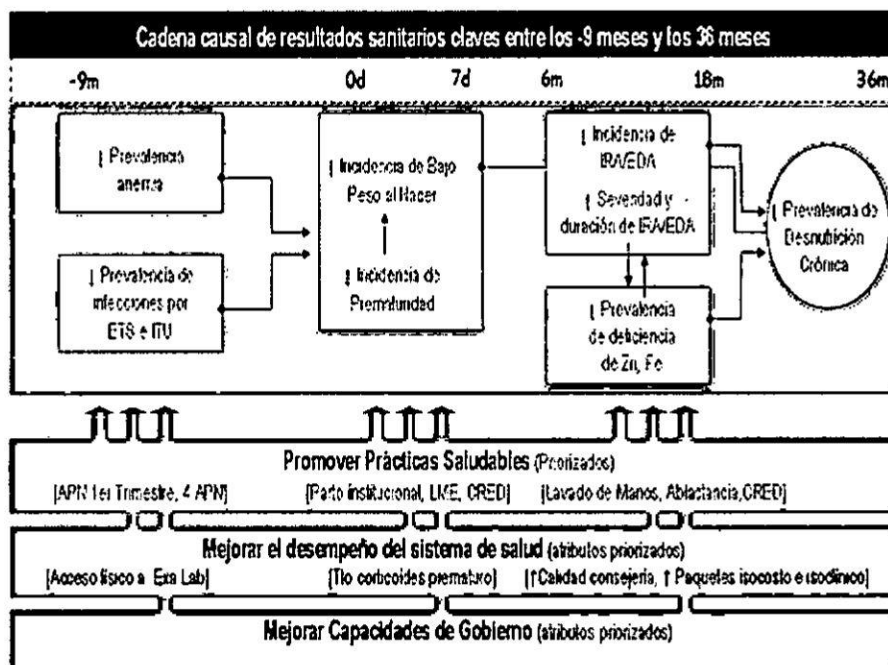 Cadena causal de resultados sanitarios claves entre los -9 meses y los 36 meses
-9m 0d 7d 6m 18m 36m
↓ Prevalencia
anemia
↓ Prevalencia de
infecciones por
ETS e ITU
↓ Incidencia de Bajo
Peso al Nacer
↓ Incidencia de
Prematuridad
↓ Incidencia de
IRA/EDA
↓ Severidad y
duración de IRA/EDA
↓ Prevalencia
de deficiencia
de Zn, Fe
↓ Prevalencia de
Desnutrición
Crónica
Promover Prácticas Saludables (Priorizados)
[APN 1er Trimestre, 4 APN] [Parto institucional, LME, CRED] [Lavado de Manos, Ablactancia,CRED]
Mejorar el desempeño del sistema de salud (atributos priorizados)
[Acceso físico a Exa Lab] [Tto corticoides prematuro] [↑Calidad consejería, ↑ Paquetes isocosto e isoclínico]
Mejorar Capacidades de Gobierno (atributos priorizados)